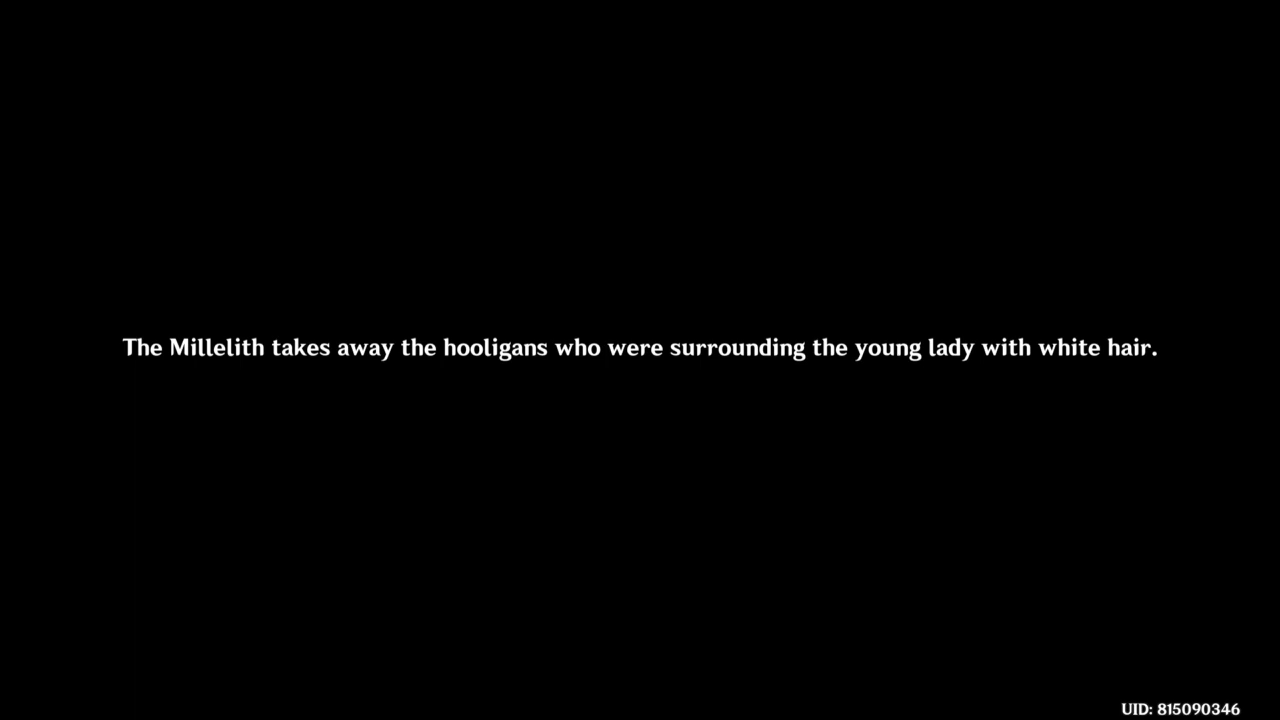 The Millelith takes away the hooligans who were surrounding the young lady with white hair.
UID: 815090346